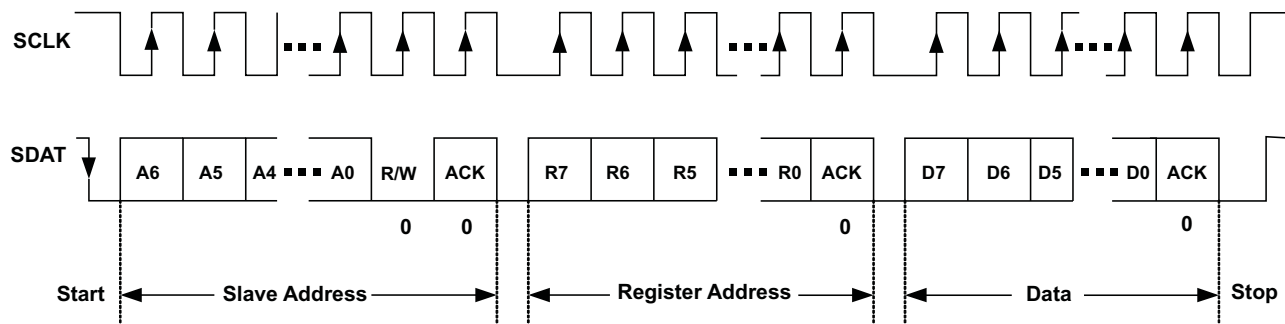 SCLK
SDAT
A6 A5 A4 A0 R/W ACK R7 R6 R5 R0 ACK D7 D6 D5 D0 ACK
0 0 0 0
Start Slave Address Register Address Data Stop